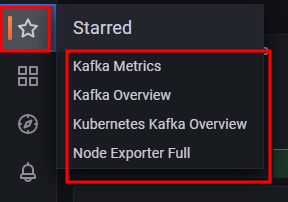 Starred
Kafka Metrics
Kafka Overview
Kubernetes Kafka Overview
Node Exporter Full